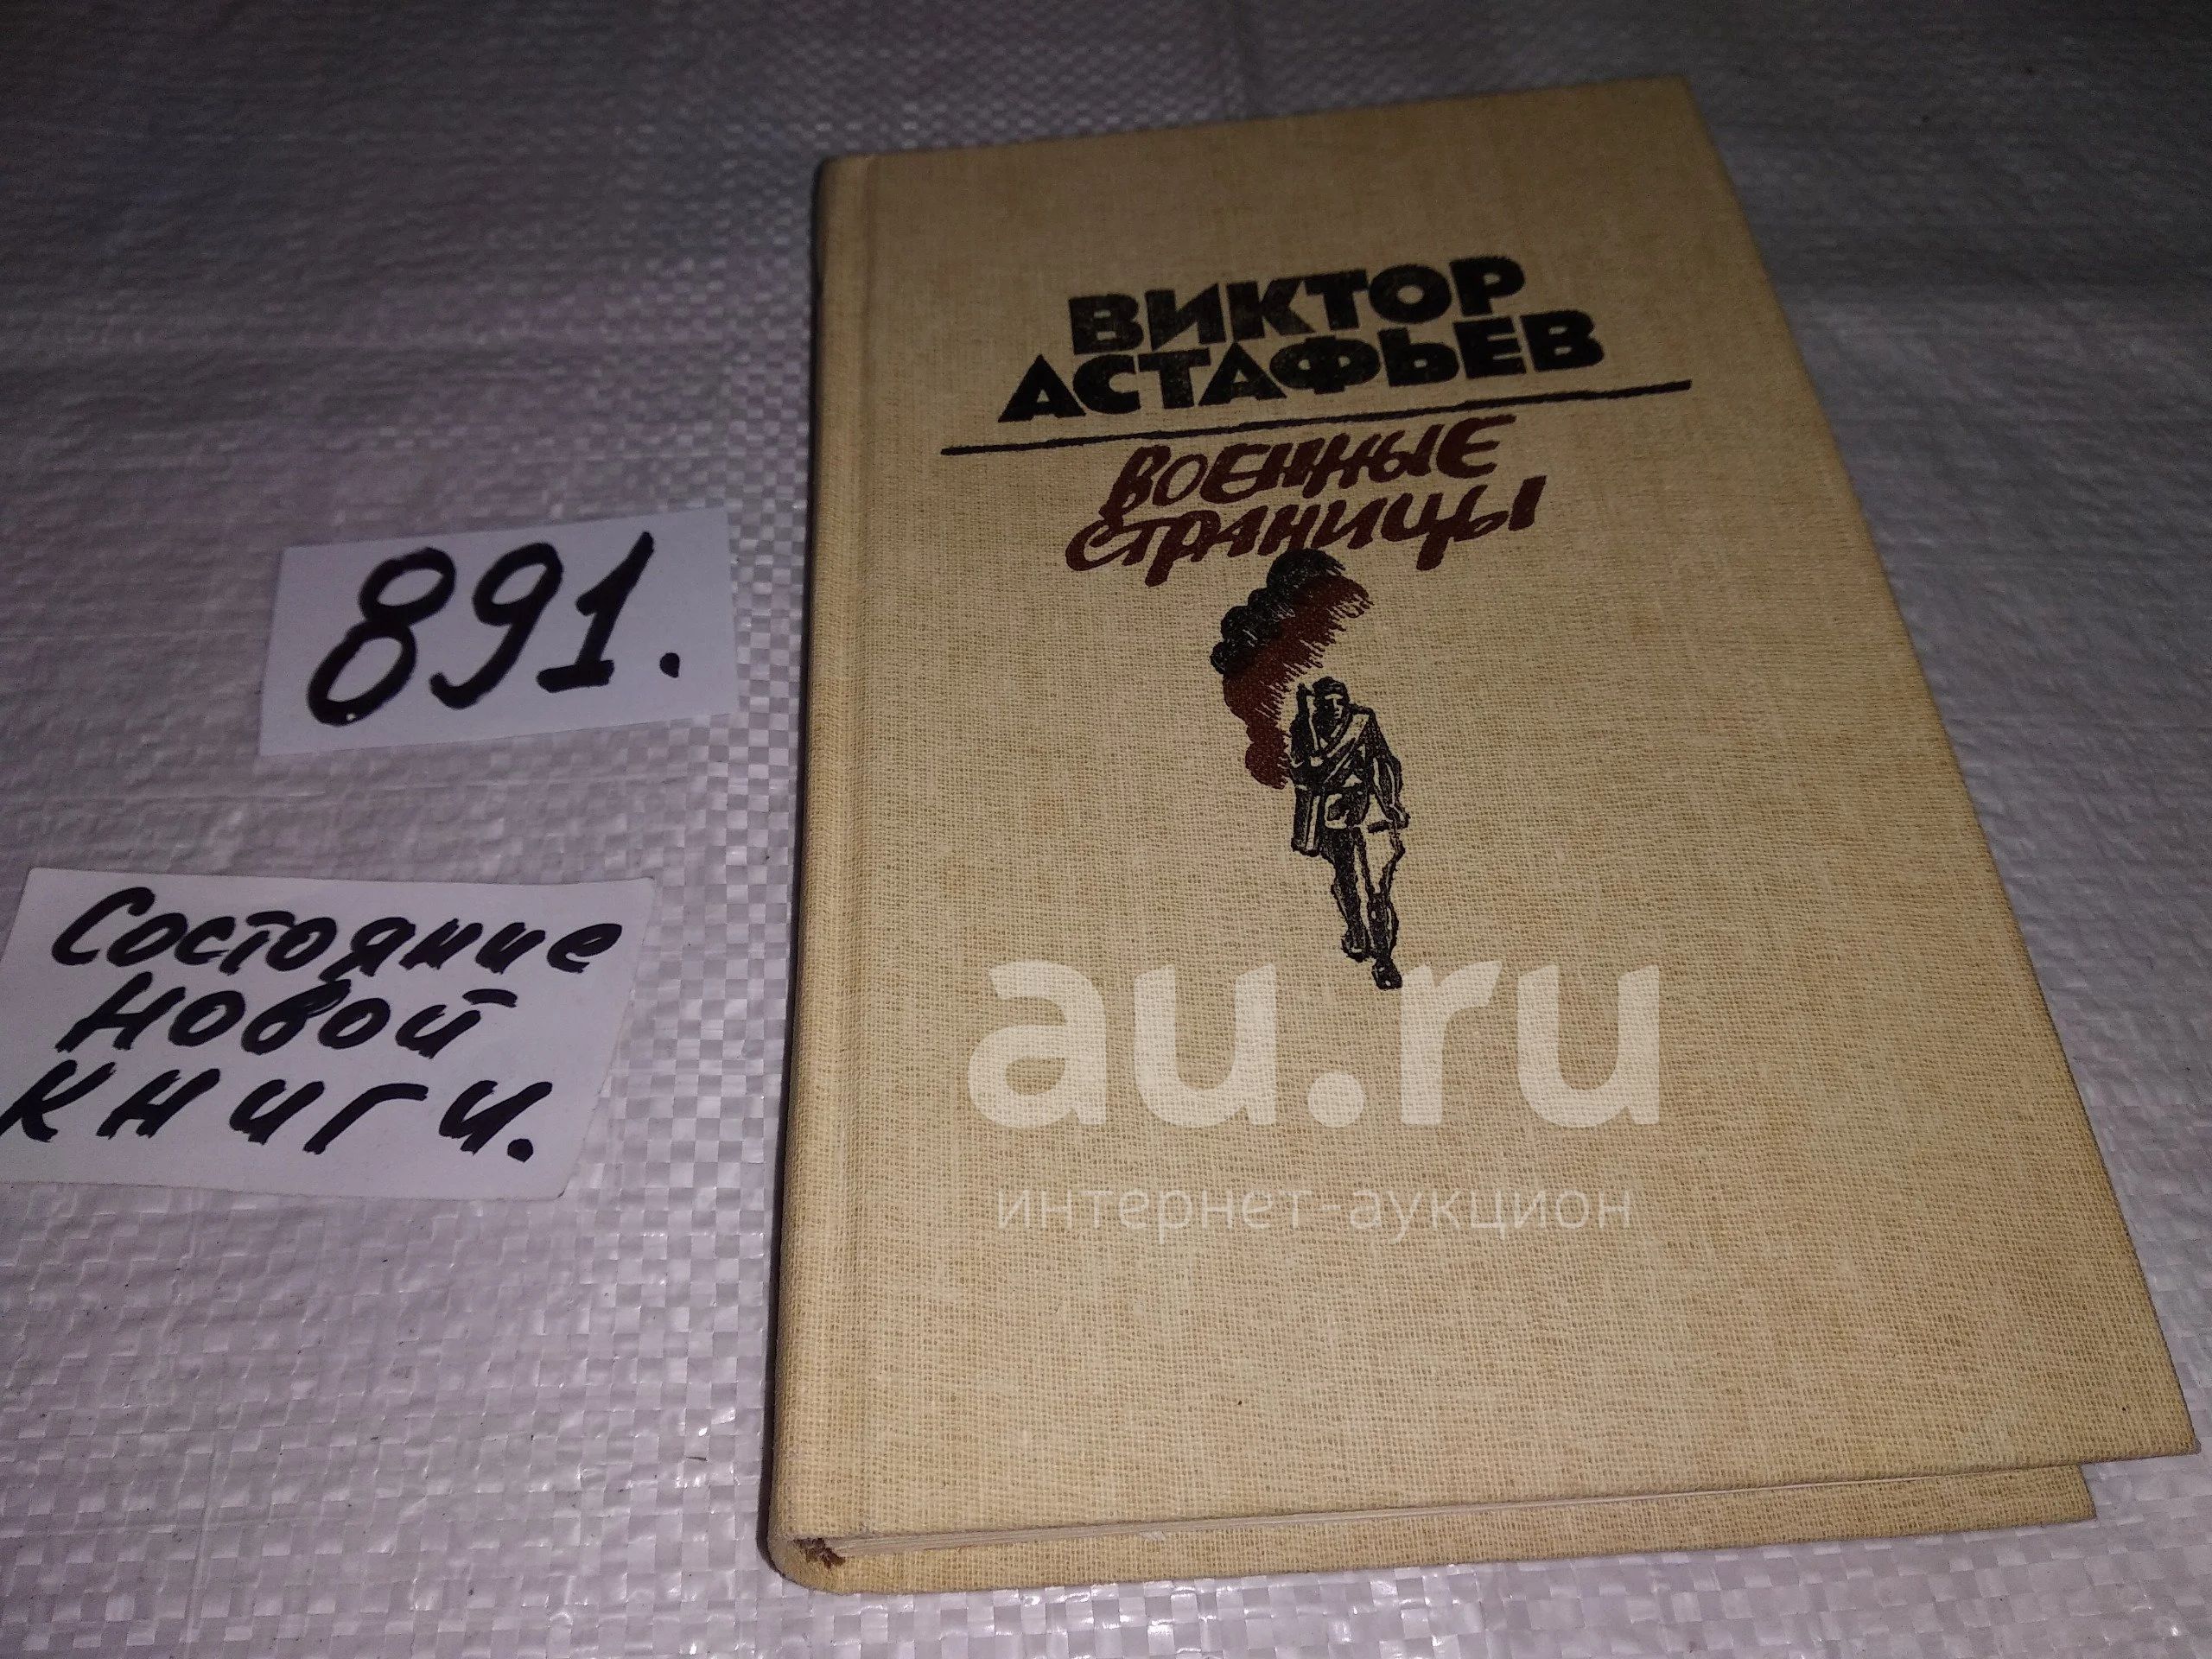 ВИКТОР
АСТАФЬЕВ
ВОЕННЫЕ
СТРАНИЦЫ
891.
Состояние
новой
книги.
au.ru
интернет-аукцион